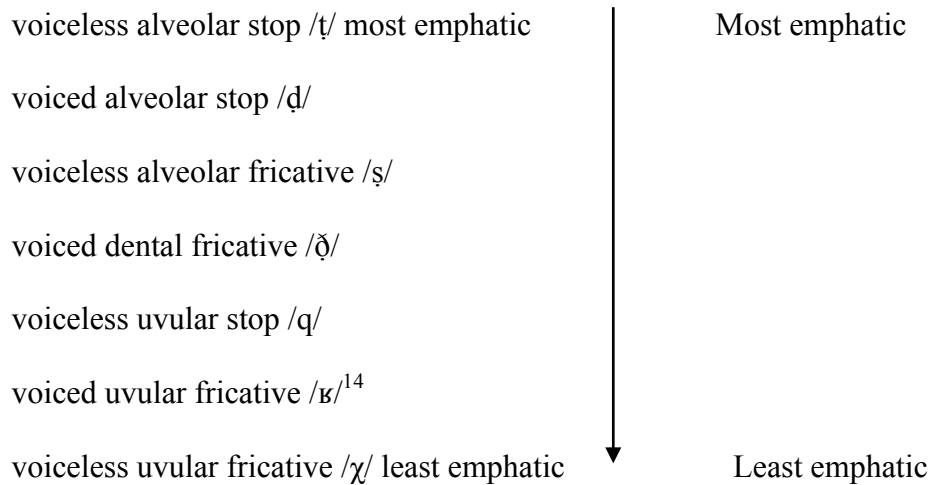 voiceless alveolar stop /ṭ/ most emphatic Most emphatic
voiced alveolar stop /ḍ/
voiceless alveolar fricative /ṣ/
voiced dental fricative /ð̣/
voiceless uvular stop /q/
voiced uvular fricative /ʁ/¹⁴
voiceless uvular fricative /χ/ least emphatic Least emphatic